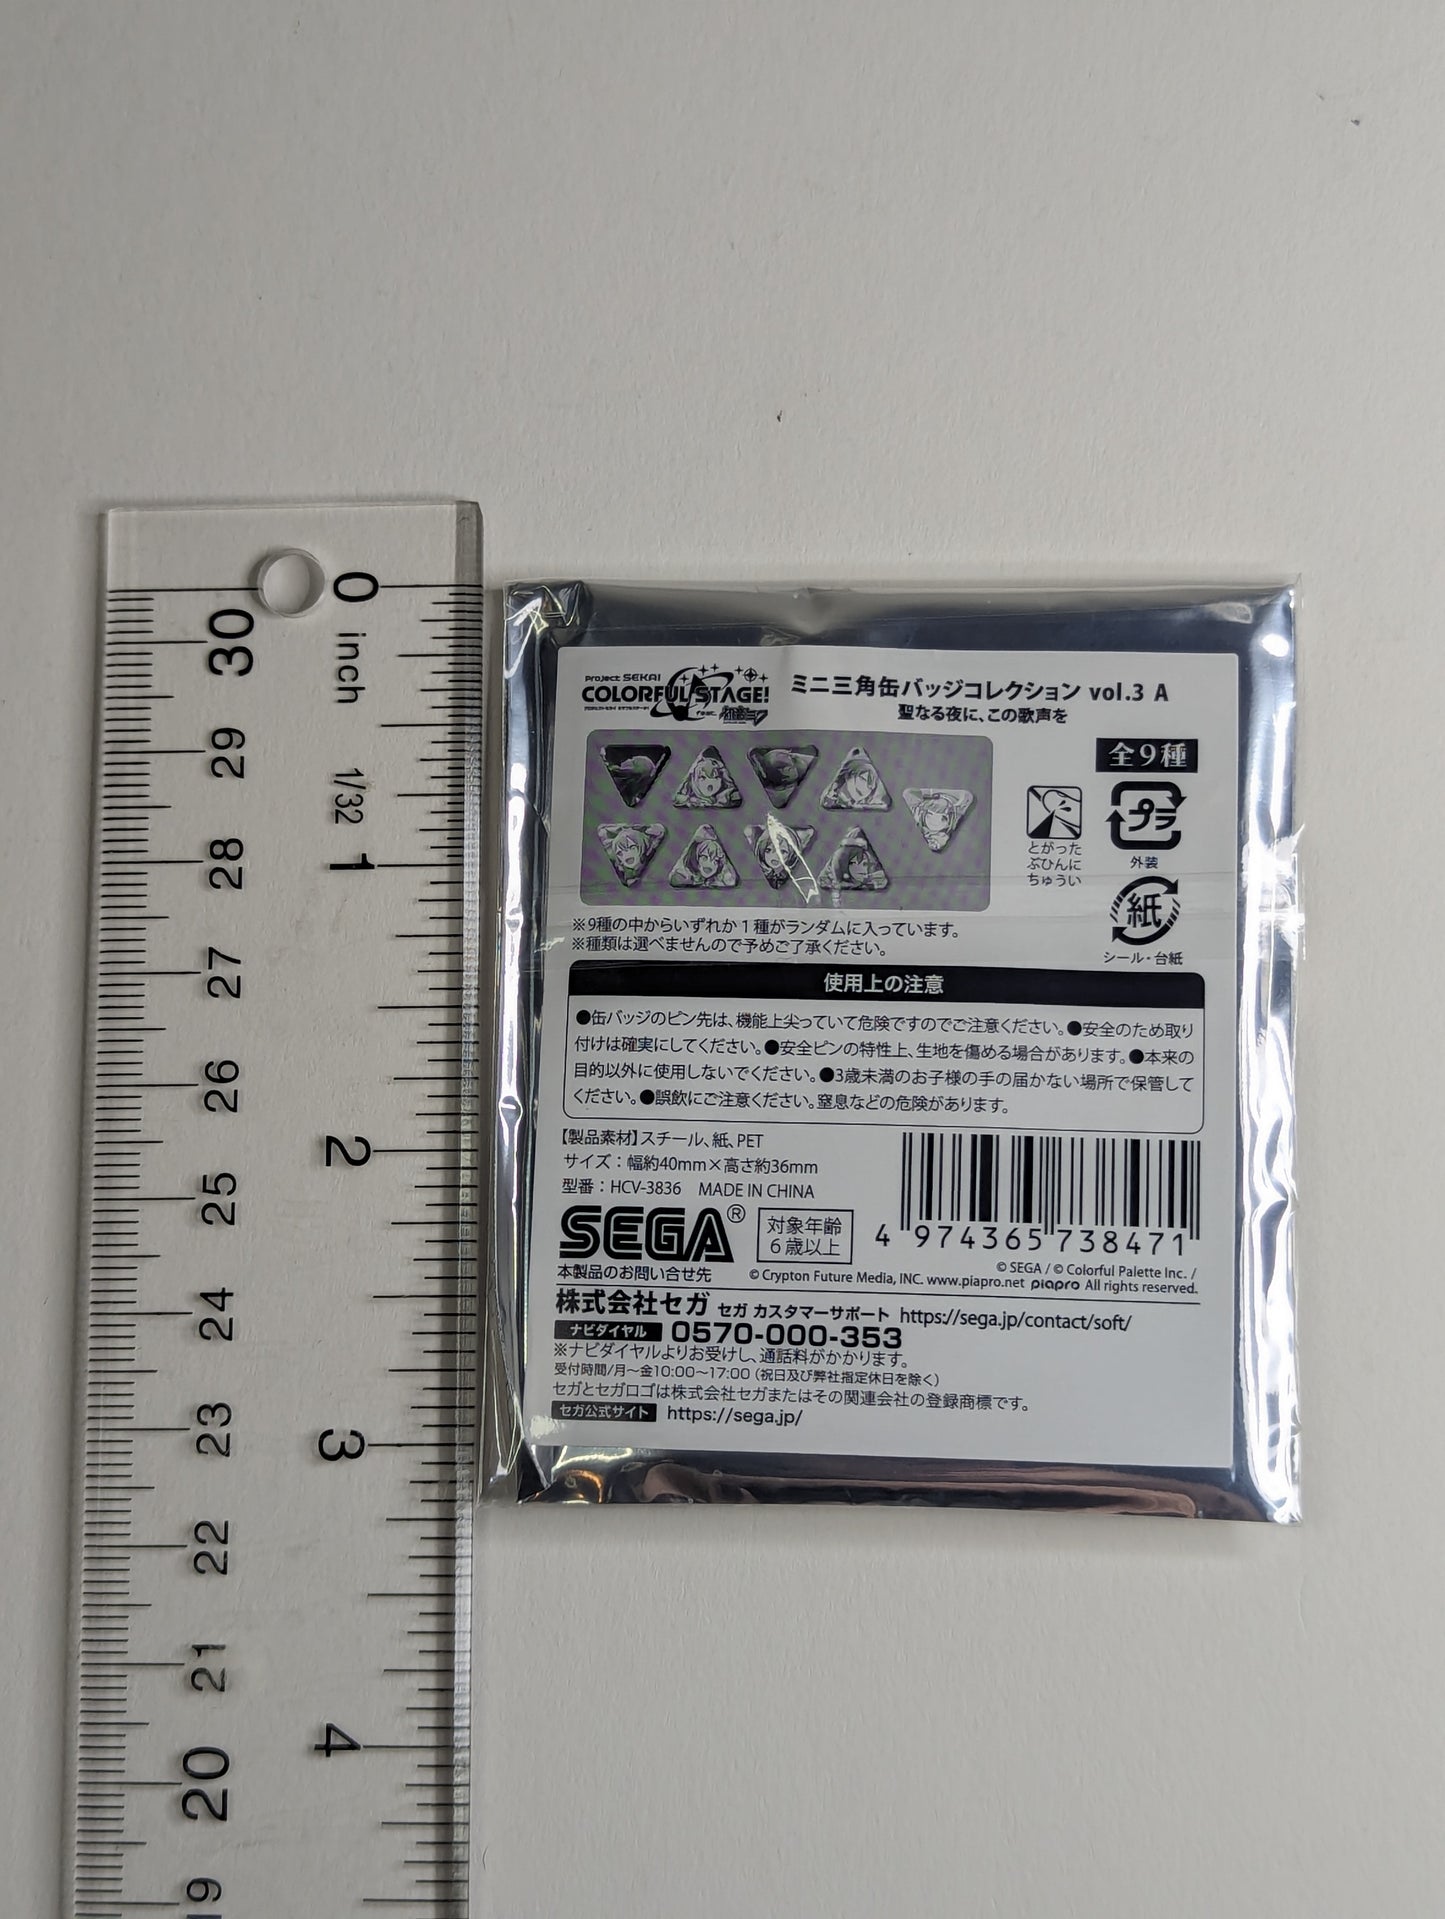 0 inch 1/32 1 2 3 4
30 29 28 27 26 25 24 23 22 21 20 19
Project SEKAI
COLORFUL STAGE!
feat. 初音ミク
ミニ三角缶バッジコレクション vol.3 A
聖なる夜に、この歌声を
全9種
とがった
ぶひんに
ちゅうい
プラ
外装
紙
シール・台紙
※9種の中からいずれか1種がランダムに入っています。
※種類は選べませんので予めご了承ください。
使用上の注意
●缶バッジのピン先は、機能上尖っていて危険ですのでご注意ください。●安全のため取り
付けは確実にしてください。●安全ピンの特性上、生地を傷める場合があります。●本来の
目的以外に使用しないでください。●3歳未満のお子様の手の届かない場所で保管して
ください。●誤飲にご注意ください。窒息などの危険があります。
【製品素材】スチール、紙、PET
サイズ：幅約40mm×高さ約36mm
型番：HCV-3836 MADE IN CHINA
SEGA®
対象年齢
6歳以上
4 974365 738471
© SEGA / © Colorful Palette Inc. /
© Crypton Future Media, INC. www.piapro.net piapro All rights reserved.
本製品のお問い合せ先
株式会社セガ セガ カスタマーサポート https://sega.jp/contact/soft/
ナビダイヤル 0570-000-353
※ナビダイヤルよりお受けし、通話料がかかります。
受付時間/月～金10:00～17:00（祝日及び弊社指定休日を除く）
セガとセガロゴは株式会社セガまたはその関連会社の登録商標です。
セガ公式サイト https://sega.jp/